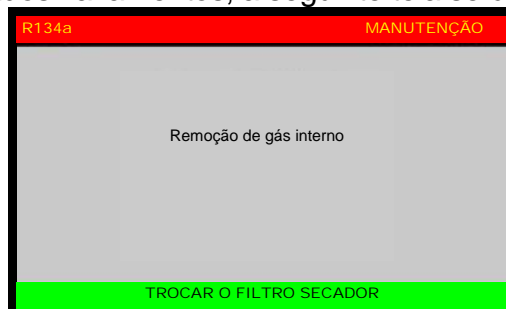 R134a MANUTENÇÃO
Remoção de gás interno
TROCAR O FILTRO SECADOR